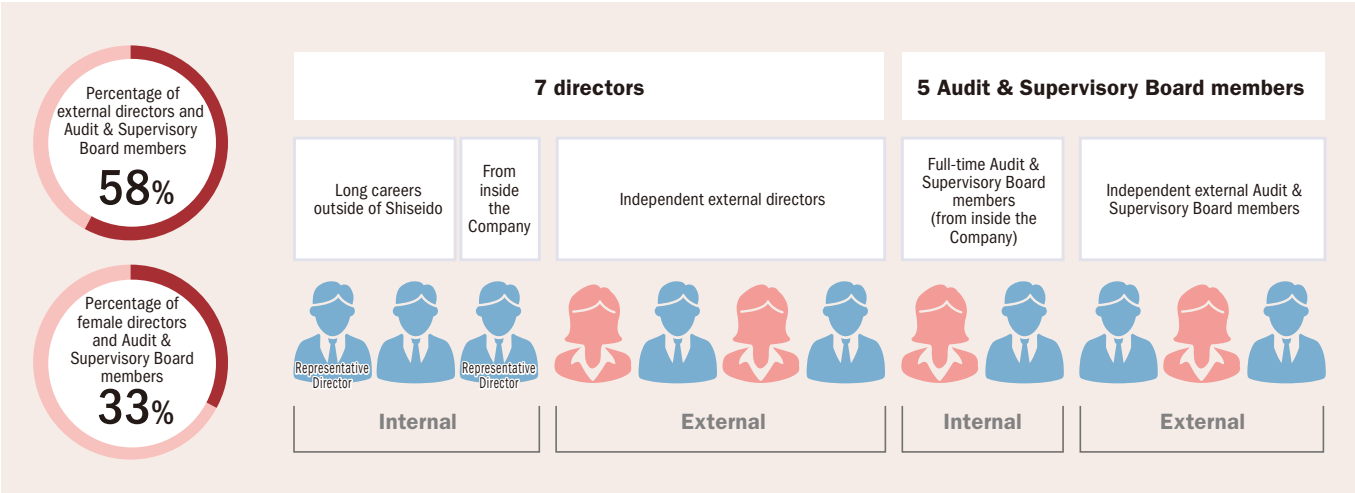 Percentage of
external directors and
Audit & Supervisory
Board members
58%
Percentage of
female directors
and Audit &
Supervisory Board
members
33%
7 directors
5 Audit & Supervisory Board members
Long careers
outside of Shiseido
From
inside
the
Company
Independent external directors
Full-time Audit &
Supervisory Board
members
(from inside the
Company)
Independent external Audit &
Supervisory Board members
Representative
Director
Representative
Director
Internal
External
Internal
External